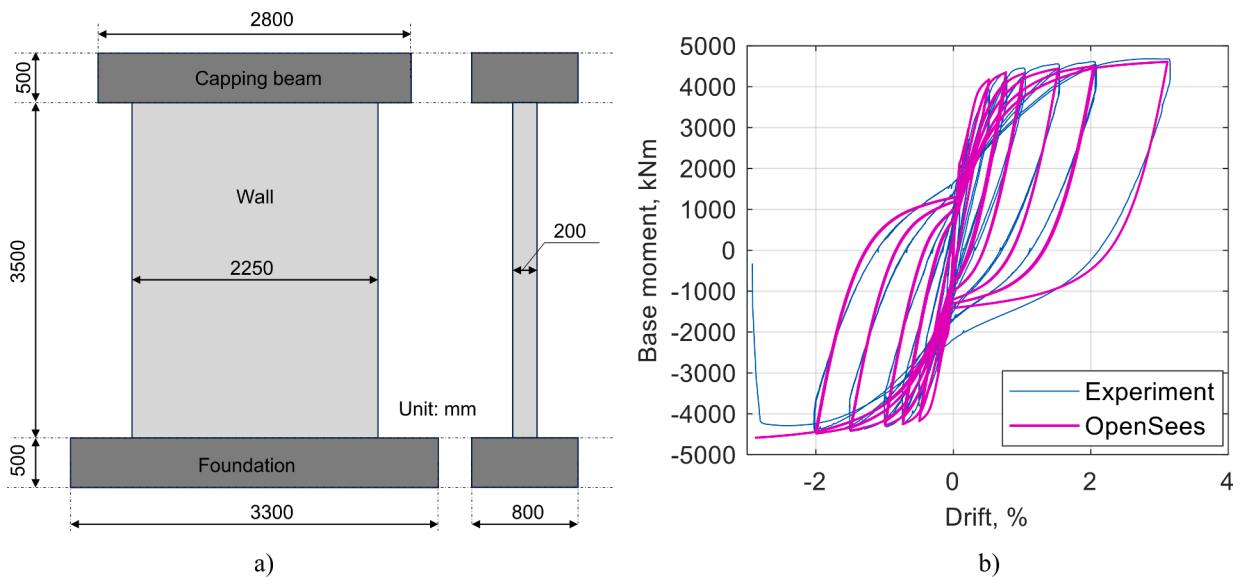 2800
500
Capping beam
3500
Wall
200
2250
Unit: mm
500
Foundation
3300
800
a)
5000
4000
3000
2000
1000
0
-1000
-2000
-3000
-4000
-5000
Base moment, kNm
Experiment
OpenSees
-2
0
2
4
Drift, %
b)